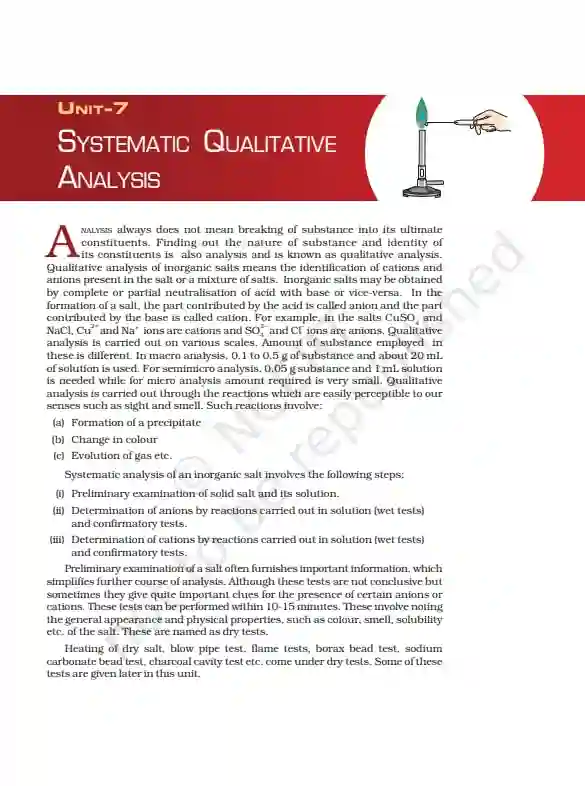 UNIT-7
SYSTEMATIC QUALITATIVE
ANALYSIS
ANALYSIS always does not mean breaking of substance into its ultimate
constituents. Finding out the nature of substance and identity of
its constituents is also analysis and is known as qualitative analysis.
Qualitative analysis of inorganic salts means the identification of cations and
anions present in the salt or a mixture of salts. Inorganic salts may be obtained
by complete or partial neutralisation of acid with base or vice-versa. In the
formation of a salt, the part contributed by the acid is called anion and the part
contributed by the base is called cation. For example, in the salts CuSO₄ and
NaCl, Cu²⁺ and Na⁺ ions are cations and SO₄²⁻ and Cl⁻ ions are anions. Qualitative
analysis is carried out on various scales. Amount of substance employed in
these is different. In macro analysis, 0.1 to 0.5 g of substance and about 20 mL
of solution is used. For semimicro analysis, 0.05 g substance and 1 mL solution
is needed while for micro analysis amount required is very small. Qualitative
analysis is carried out through the reactions which are easily perceptible to our
senses such as sight and smell. Such reactions involve:
(a) Formation of a precipitate
(b) Change in colour
(c) Evolution of gas etc.
Systematic analysis of an inorganic salt involves the following steps:
(i) Preliminary examination of solid salt and its solution.
(ii) Determination of anions by reactions carried out in solution (wet tests)
and confirmatory tests.
(iii) Determination of cations by reactions carried out in solution (wet tests)
and confirmatory tests.
Preliminary examination of a salt often furnishes important information, which
simplifies further course of analysis. Although these tests are not conclusive but
sometimes they give quite important clues for the presence of certain anions or
cations. These tests can be performed within 10-15 minutes. These involve noting
the general appearance and physical properties, such as colour, smell, solubility
etc. of the salt. These are named as dry tests.
Heating of dry salt, blow pipe test, flame tests, borax bead test, sodium
carbonate bead test, charcoal cavity test etc. come under dry tests. Some of these
tests are given later in this unit.